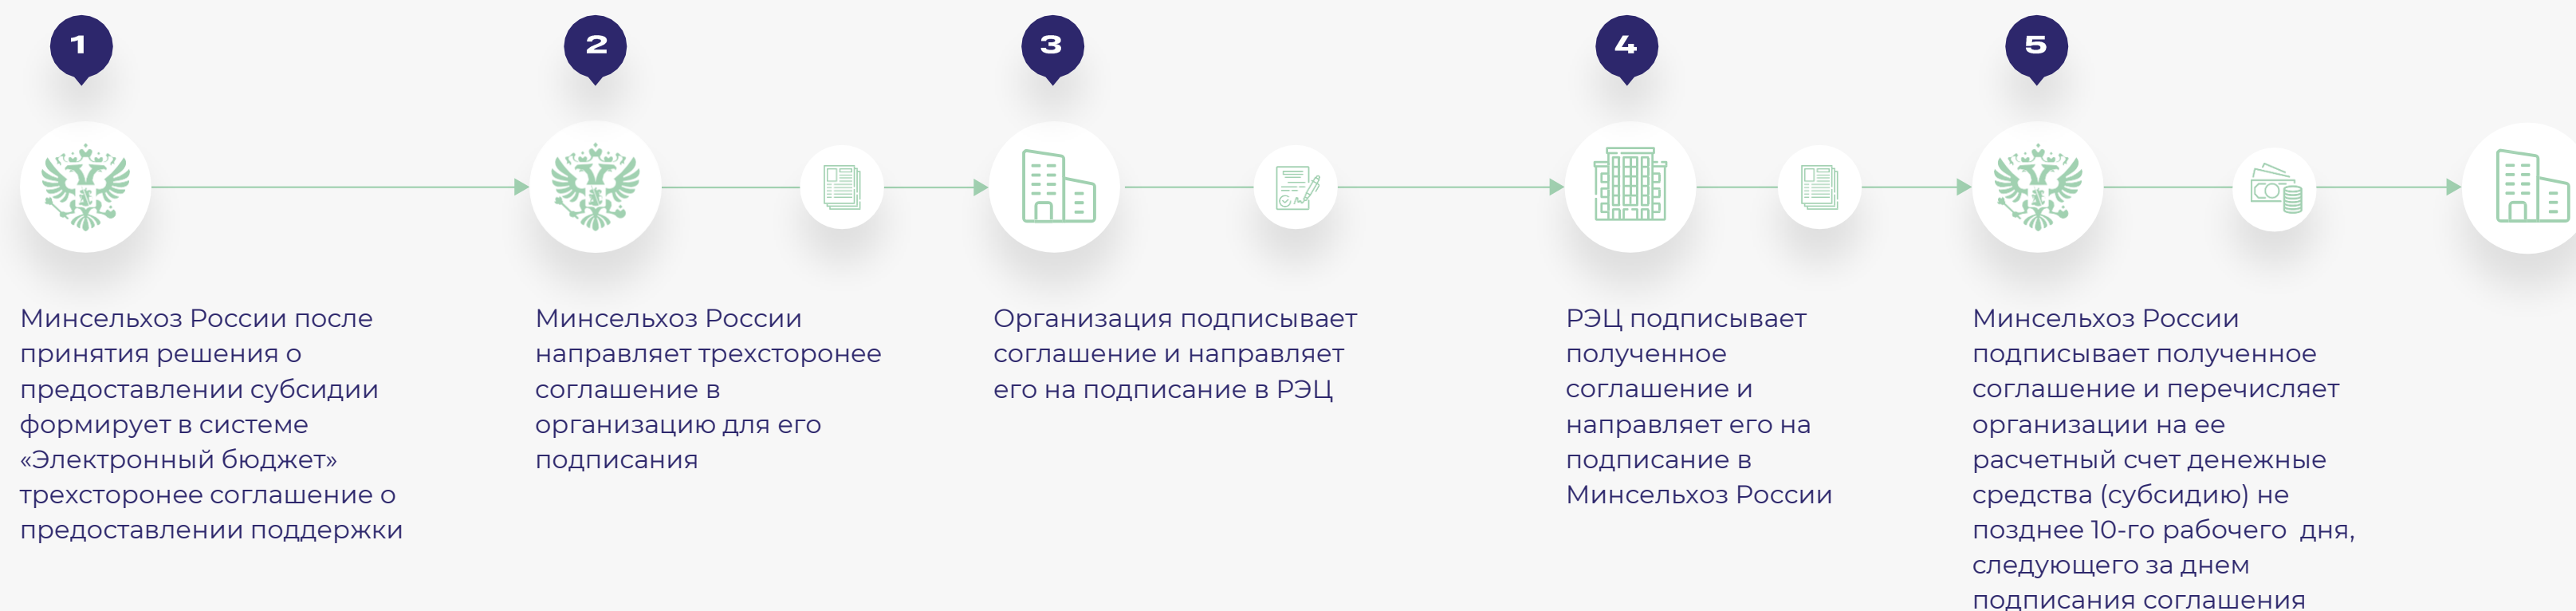 1
2
3
4
5
Минсельхоз России после
принятия решения о
предоставлении субсидии
формирует в системе
«Электронный бюджет»
трехсторонее соглашение о
предоставлении поддержки
Минсельхоз России
направляет трехсторонее
соглашение в
организацию для его
подписания
Организация подписывает
соглашение и направляет
его на подписание в РЭЦ
РЭЦ подписывает
полученное
соглашение и
направляет его на
подписание в
Минсельхоз России
Минсельхоз России
подписывает полученное
соглашение и перечисляет
организации на ее
расчетный счет денежные
средства (субсидию) не
позднее 10-го рабочего  дня,
следующего за днем
подписания соглашения